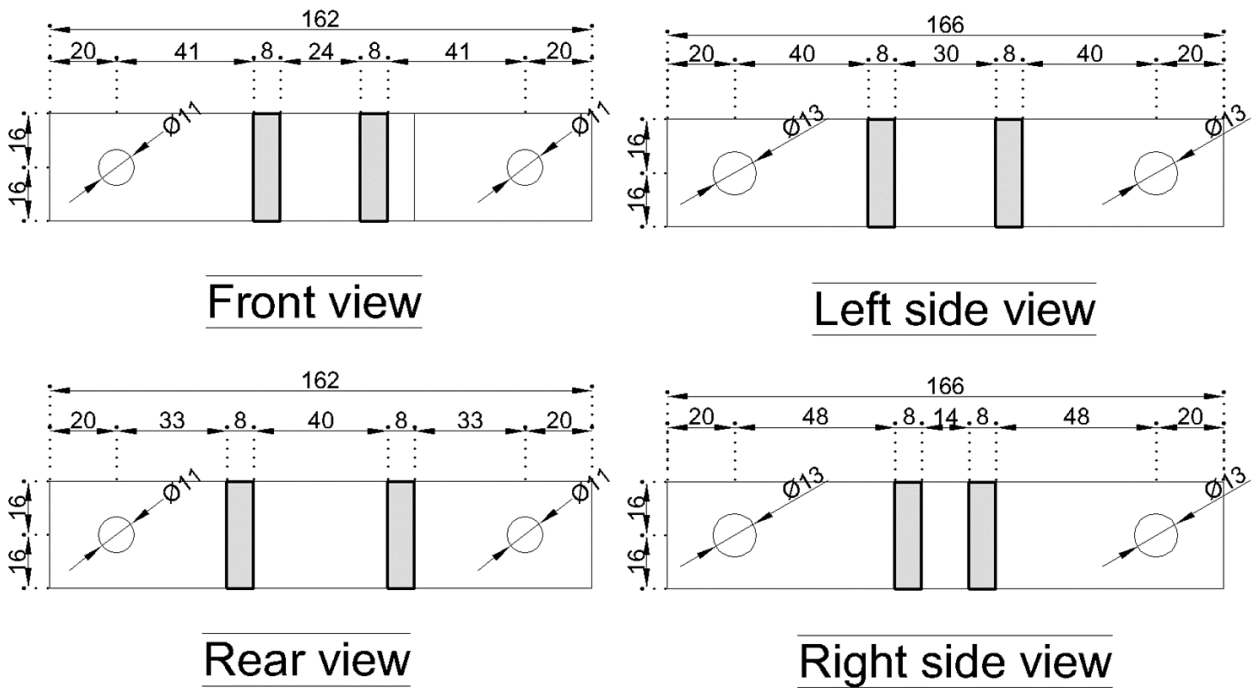 162
20 41 8 24 8 41 20
Ø11 Ø11
16
16
Front view
166
20 40 8 30 8 40 20
Ø13 Ø13
16
16
Left side view
162
20 33 8 40 8 33 20
Ø11 Ø11
16
16
Rear view
166
20 48 8 14 8 48 20
Ø13 Ø13
16
16
Right side view